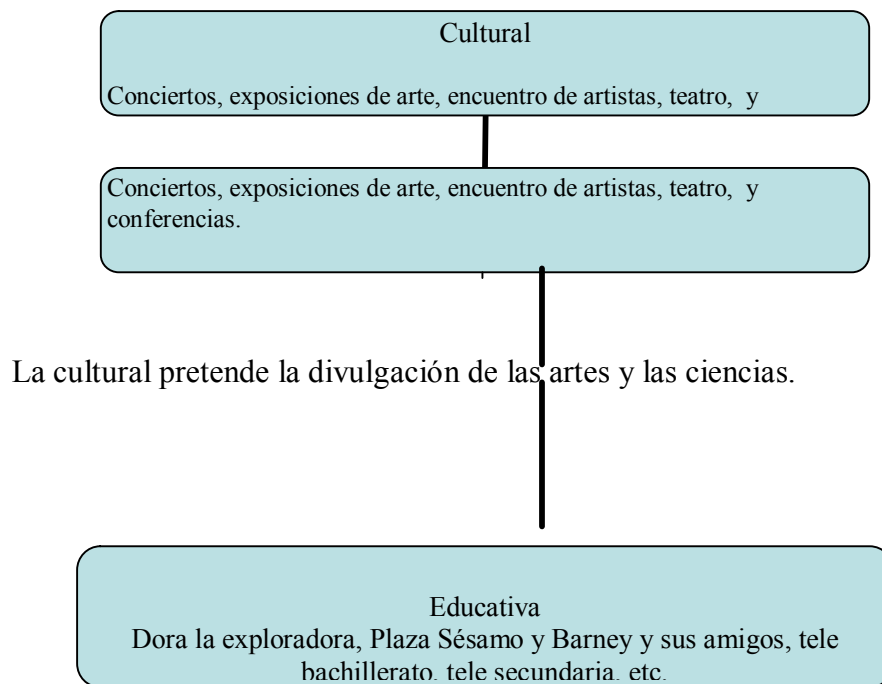 Cultural
Conciertos, exposiciones de arte, encuentro de artistas, teatro, y
Conciertos, exposiciones de arte, encuentro de artistas, teatro, y
conferencias.
La cultural pretende la divulgación de las artes y las ciencias.
Educativa
Dora la exploradora, Plaza Sésamo y Barney y sus amigos, tele
bachillerato, tele secundaria, etc.